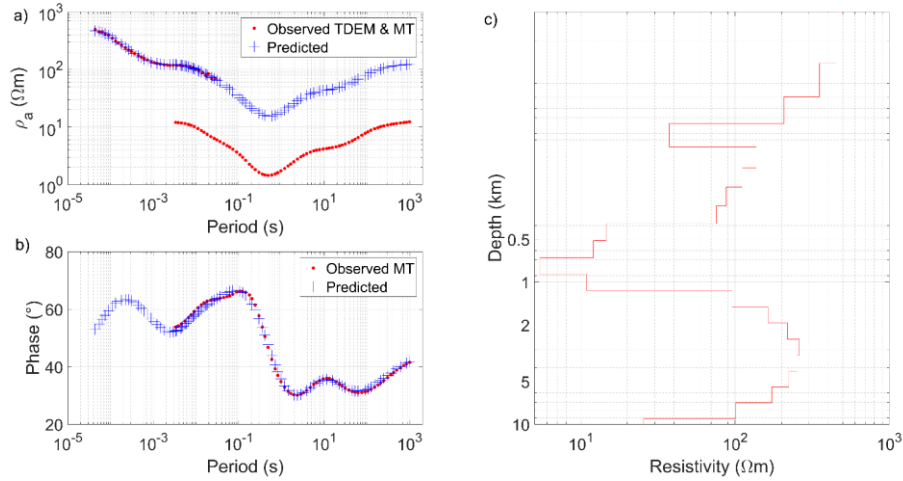 a)
10^3
10^2
10^1
10^0
ρ_a (Ωm)
Observed TDEM & MT
Predicted
10^-5
10^-3
10^-1
10^1
10^3
Period (s)
b)
80
60
40
20
Phase (°)
Observed MT
Predicted
10^-5
10^-3
10^-1
10^1
10^3
Period (s)
c)
Depth (km)
0.5
1
2
5
10
10^1
10^2
10^3
Resistivity (Ωm)